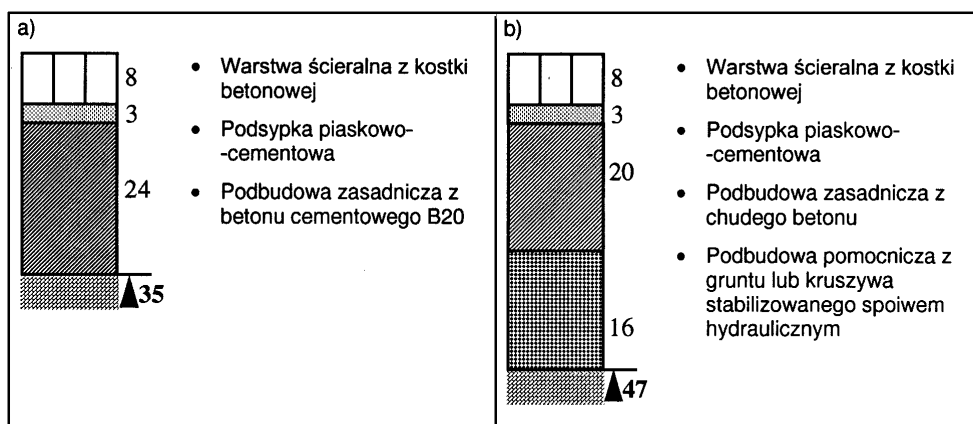 a)
8
3
24
35
• Warstwa ścieralna z kostki
betonowej
• Podsypka piaskowo-
-cementowa
• Podbudowa zasadnicza z
betonu cementowego B20
b)
8
3
20
16
47
• Warstwa ścieralna z kostki
betonowej
• Podsypka piaskowo-
-cementowa
• Podbudowa zasadnicza z
chudego betonu
• Podbudowa pomocnicza z
gruntu lub kruszywa
stabilizowanego spoiwem
hydraulicznym